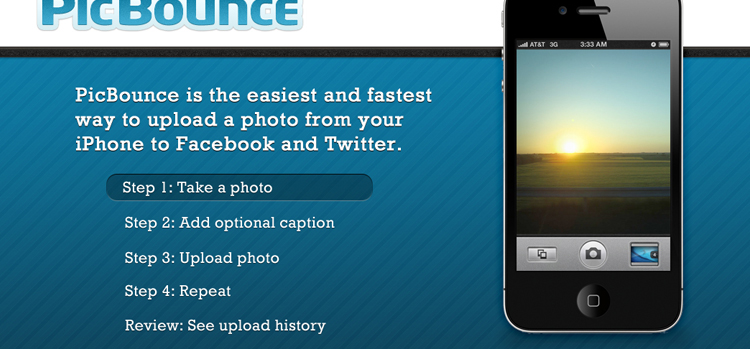 PicBounce
AT&T 3G 3:33 AM
PicBounce is the easiest and fastest
way to upload a photo from your
iPhone to Facebook and Twitter.
Step 1: Take a photo
Step 2: Add optional caption
Step 3: Upload photo
Step 4: Repeat
Review: See upload history